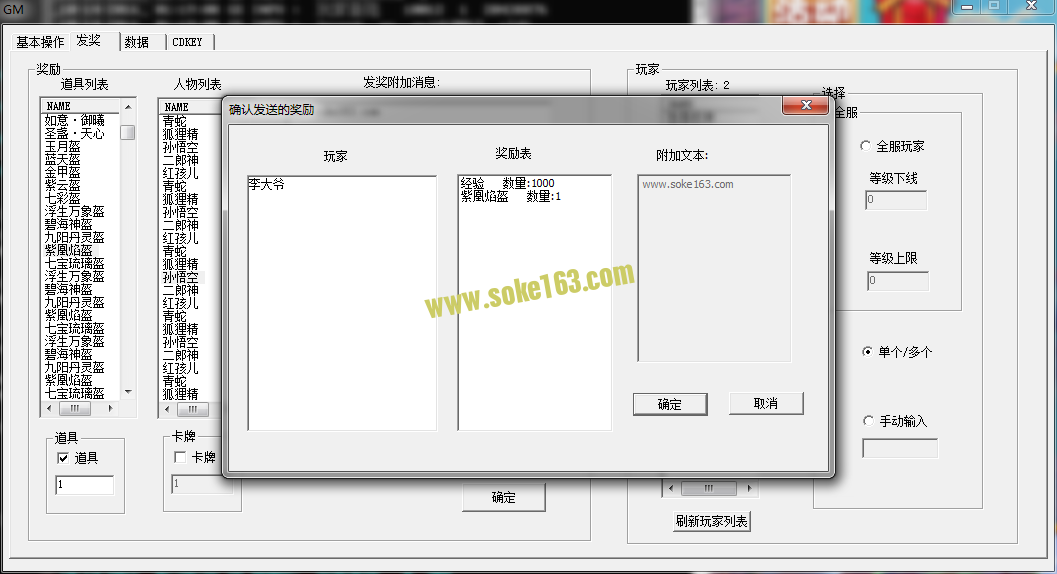 GM
基本操作 发奖 数据 CDKEY
奖励
道具列表
人物列表
发奖附加消息:
玩家
玩家列表: 2
选择
全服
NAME
如意·御曦
圣盔·天心
玉月盔
蓝天盔
金甲盔
紫云盔
七彩盔
浮生万象盔
碧海神盔
九阳丹灵盔
紫凰焰盔
七宝琉璃盔
浮生万象盔
碧海神盔
九阳丹灵盔
紫凰焰盔
七宝琉璃盔
浮生万象盔
碧海神盔
九阳丹灵盔
紫凰焰盔
七宝琉璃盔
NAME
青蛇
狐狸精
孙悟空
二郎神
红孩儿
青蛇
狐狸精
孙悟空
二郎神
红孩儿
青蛇
狐狸精
孙悟空
二郎神
红孩儿
青蛇
狐狸精
孙悟空
二郎神
红孩儿
青蛇
狐狸精
确认发送的奖励
玩家
李大爷
奖励表
经验 数量:1000
紫凰焰盔 数量:1
附加文本:
www.soke163.com
确定
取消
www.soke163.com
全服玩家
等级下线
0
等级上限
0
单个/多个
手动输入
道具
道具
1
卡牌
卡牌
1
确定
刷新玩家列表